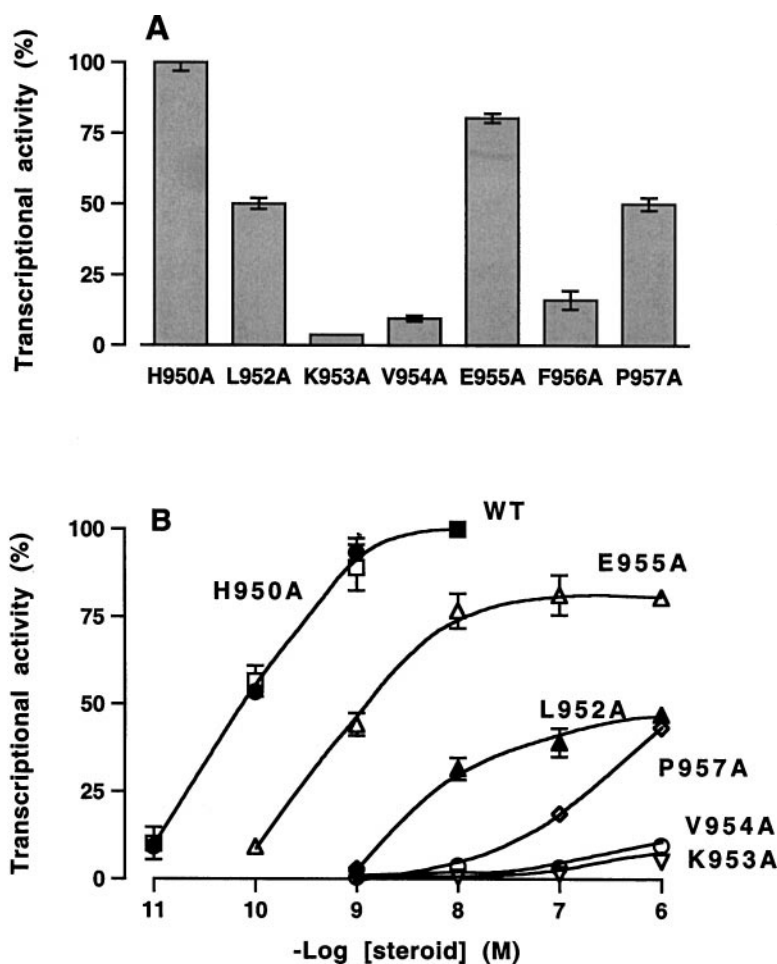 A
Transcriptional activity (%)
100
75
50
25
0
H950A L952A K953A V954A E955A F956A P957A
B
Transcriptional activity (%)
100
75
50
25
0
WT
H950A
E955A
L952A
P957A
V954A
K953A
11 10 9 8 7 6
-Log [steroid] (M)